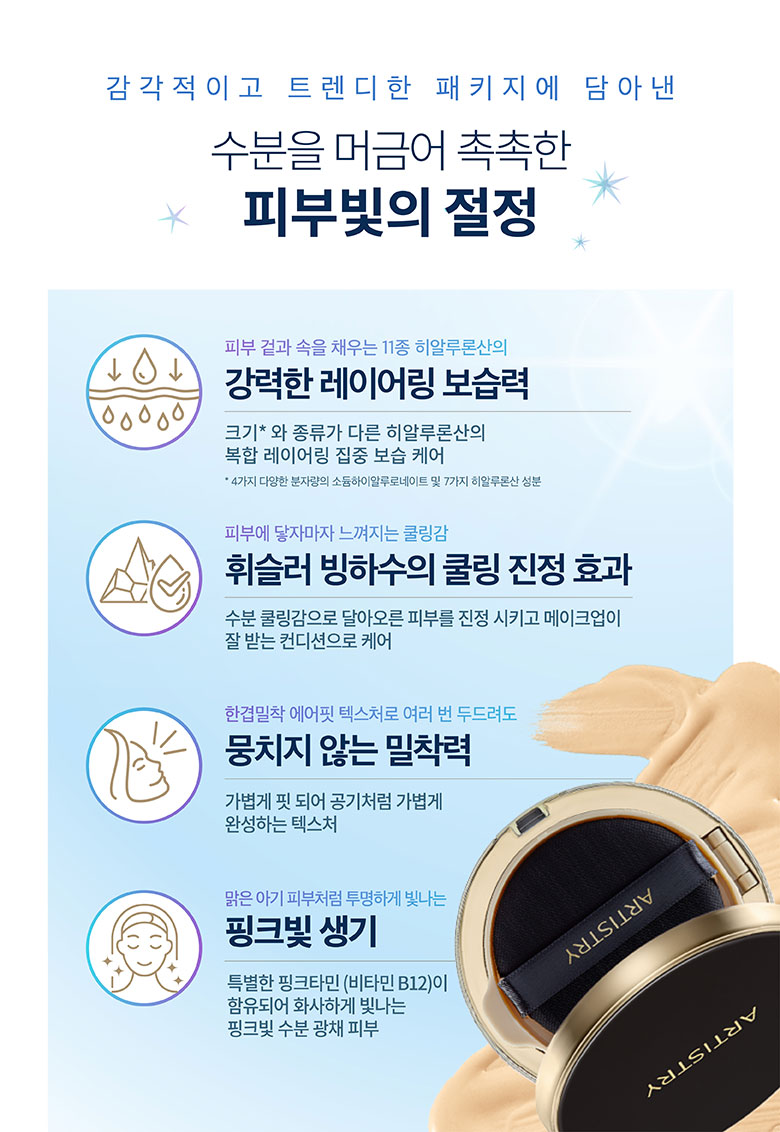 감각적이고 트렌디한 패키지에 담아낸
수분을 머금어 촉촉한
피부빛의 절정
피부 겉과 속을 채우는 11종 히알루론산의
강력한 레이어링 보습력
크기* 와 종류가 다른 히알루론산의
복합 레이어링 집중 보습 케어
* 4가지 다양한 분자량의 소듐하이알루로네이트 및 7가지 히알루론산 성분
피부에 닿자마자 느껴지는 쿨링감
휘슬러 빙하수의 쿨링 진정 효과
수분 쿨링감으로 달아오른 피부를 진정 시키고 메이크업이
잘 받는 컨디션으로 케어
한겹밀착 에어핏 텍스처로 여러 번 두드려도
뭉치지 않는 밀착력
가볍게 핏 되어 공기처럼 가볍게
완성하는 텍스처
맑은 아기 피부처럼 투명하게 빛나는
핑크빛 생기
특별한 핑크타민 (비타민 B12)이
함유되어 화사하게 빛나는
핑크빛 수분 광채 피부
ARTISTRY
ARTISTRY